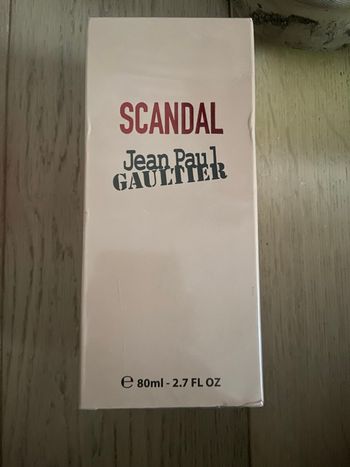 SCANDAL
Jean Paul
GAULTIER
℮ 80ml - 2.7 FL OZ